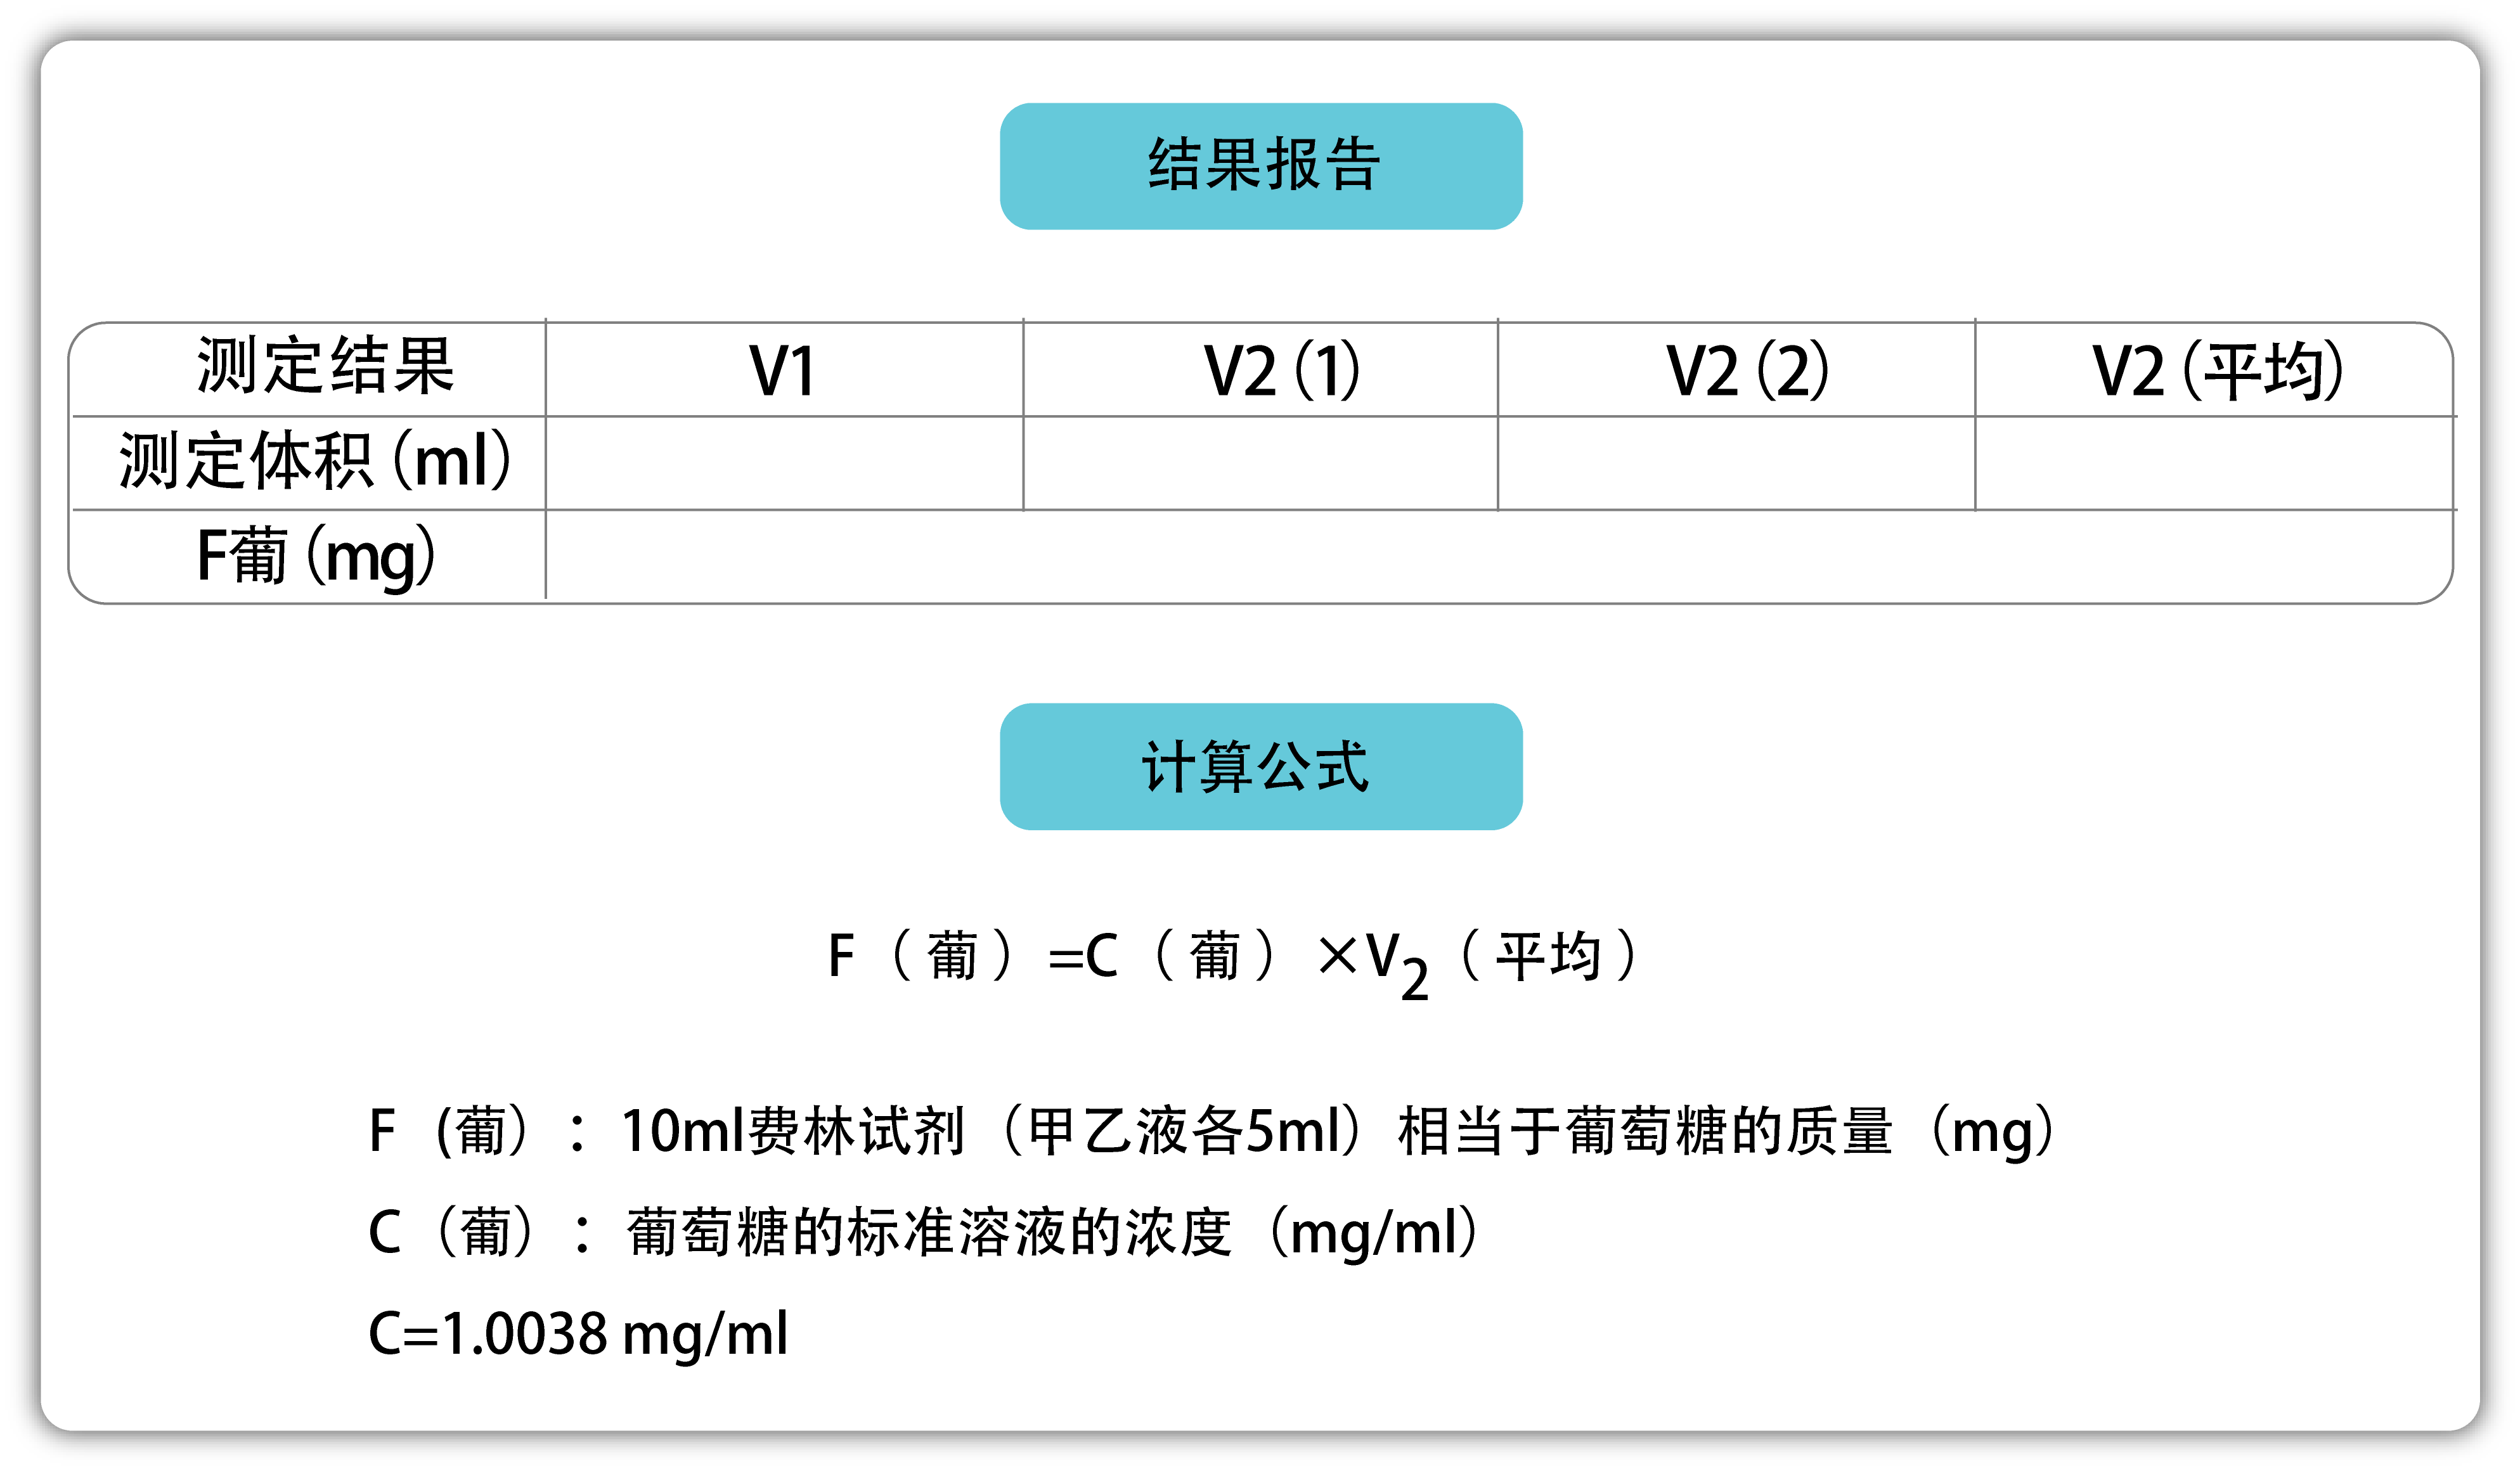 结果报告
测定结果 V1 V2(1) V2(2) V2(平均)
测定体积(ml)
F葡(mg)
计算公式
F（葡）=C（葡）×V₂（平均）
F (葡）：10ml费林试剂（甲乙液各5ml）相当于葡萄糖的质量（mg）
C（葡）：葡萄糖的标准溶液的浓度（mg/ml）
C=1.0038 mg/ml